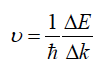 υ = 1/ħ ΔE/Δk